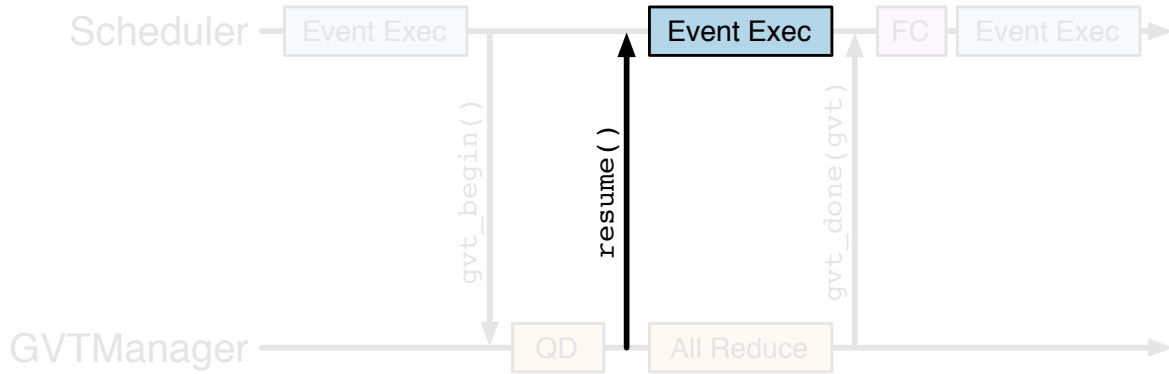 Scheduler
Event Exec
Event Exec
FC
Event Exec
gvt_begin()
resume()
gvt_done(gvt)
GVTManager
QD
All Reduce